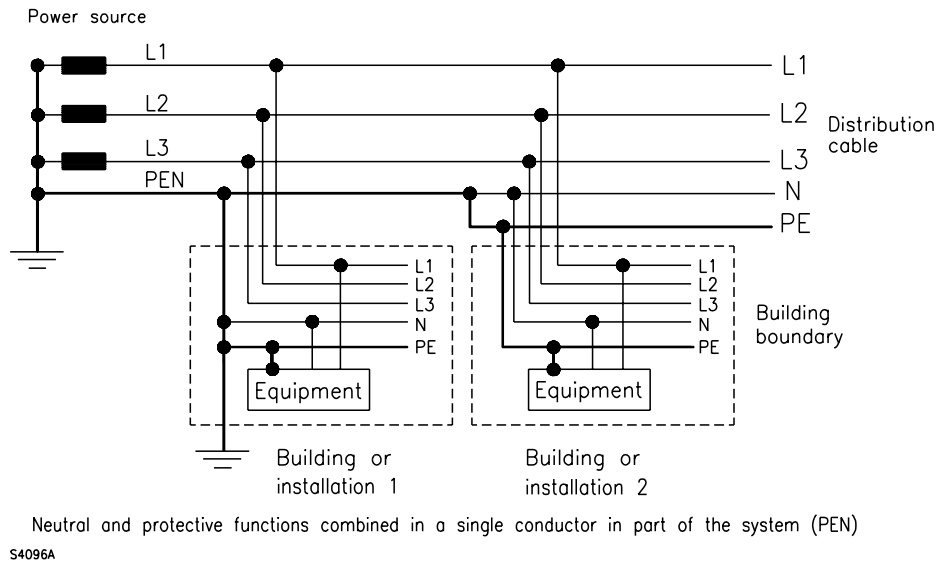 Power source
L1
L1
L2
L2
Distribution
cable
L3
L3
PEN
N
PE
L1
L2
L3
N
PE
Equipment
L1
L2
L3
N
PE
Equipment
Building
boundary
Building or
installation 1
Building or
installation 2
Neutral and protective functions combined in a single conductor in part of the system (PEN)
S4096A